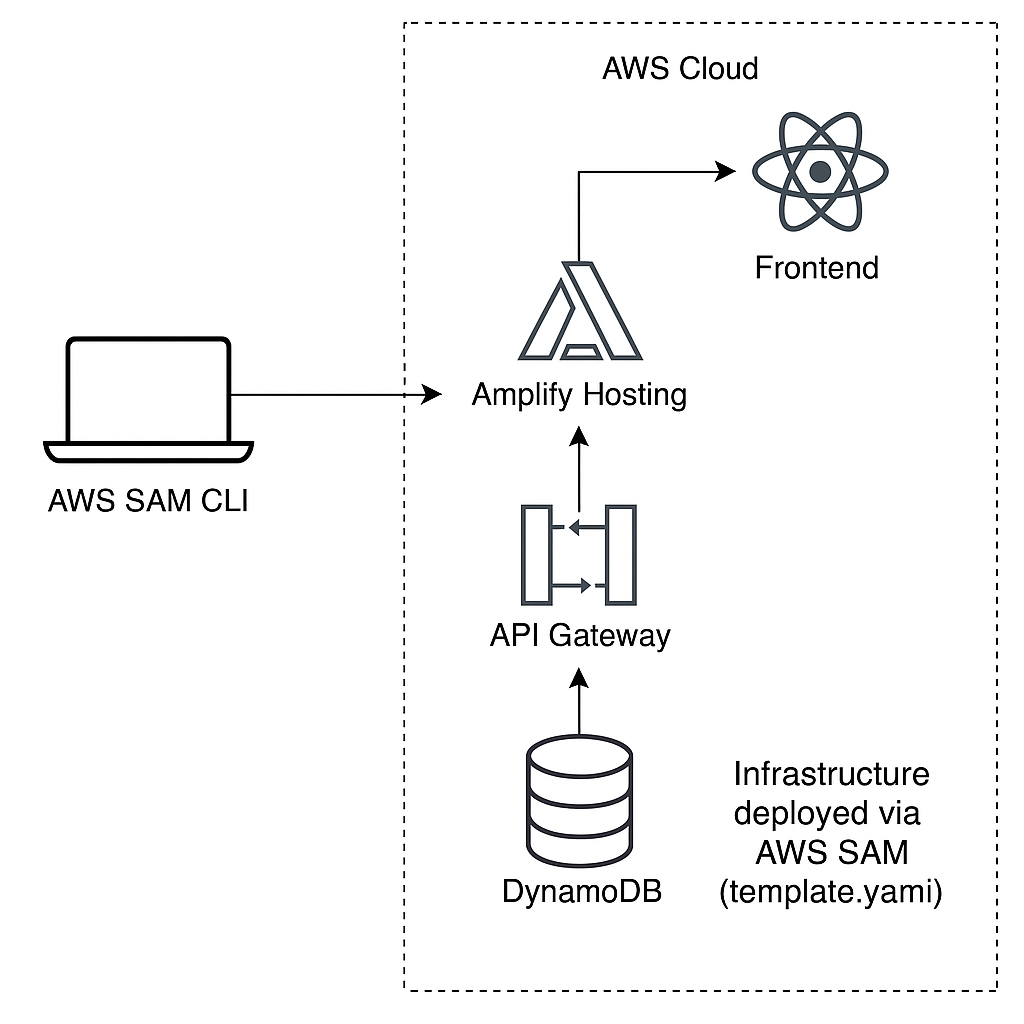 AWS Cloud
Frontend
Amplify Hosting
AWS SAM CLI
API Gateway
DynamoDB
Infrastructure
deployed via
AWS SAM
(template.yami)